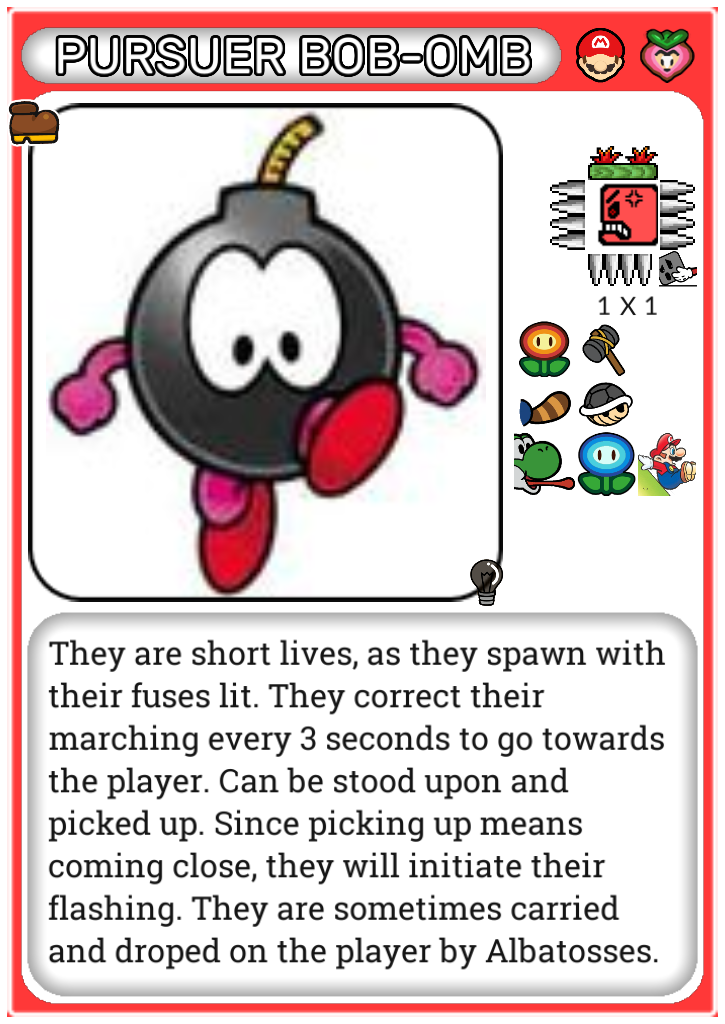 PURSUER BOB-OMB
1 X 1
They are short lives, as they spawn with
their fuses lit. They correct their
marching every 3 seconds to go towards
the player. Can be stood upon and
picked up. Since picking up means
coming close, they will initiate their
flashing. They are sometimes carried
and droped on the player by Albatosses.